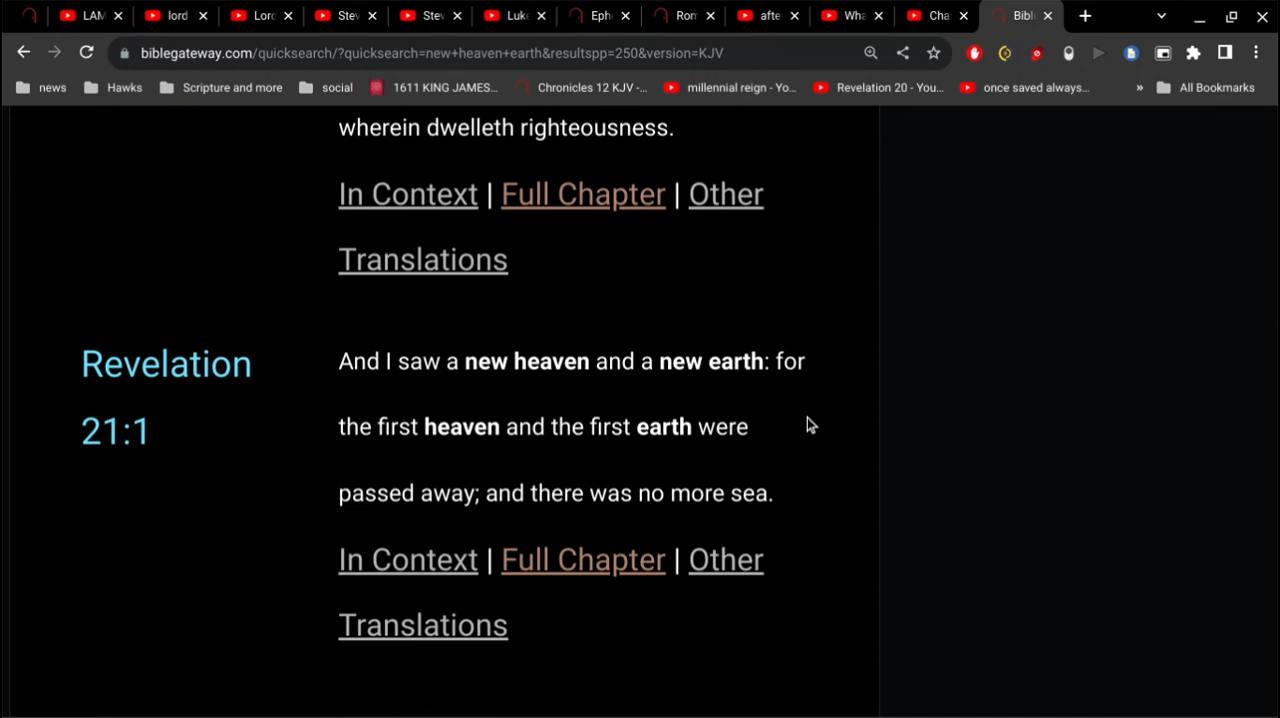 LAM lord Lorc Stev Stev Luke Eph Rom afte Wha Cha Bibl
biblegateway.com/quicksearch/?quicksearch=new+heaven+earth&resultspp=250&version=KJV
news Hawks Scripture and more social 1611 KING JAMES... Chronicles 12 KJV -... millennial reign - Yo... Revelation 20 - You... once saved always... » All Bookmarks
wherein dwelleth righteousness.
In Context | Full Chapter | Other
Translations
Revelation And I saw a new heaven and a new earth: for
21:1 the first heaven and the first earth were
passed away; and there was no more sea.
In Context | Full Chapter | Other
Translations